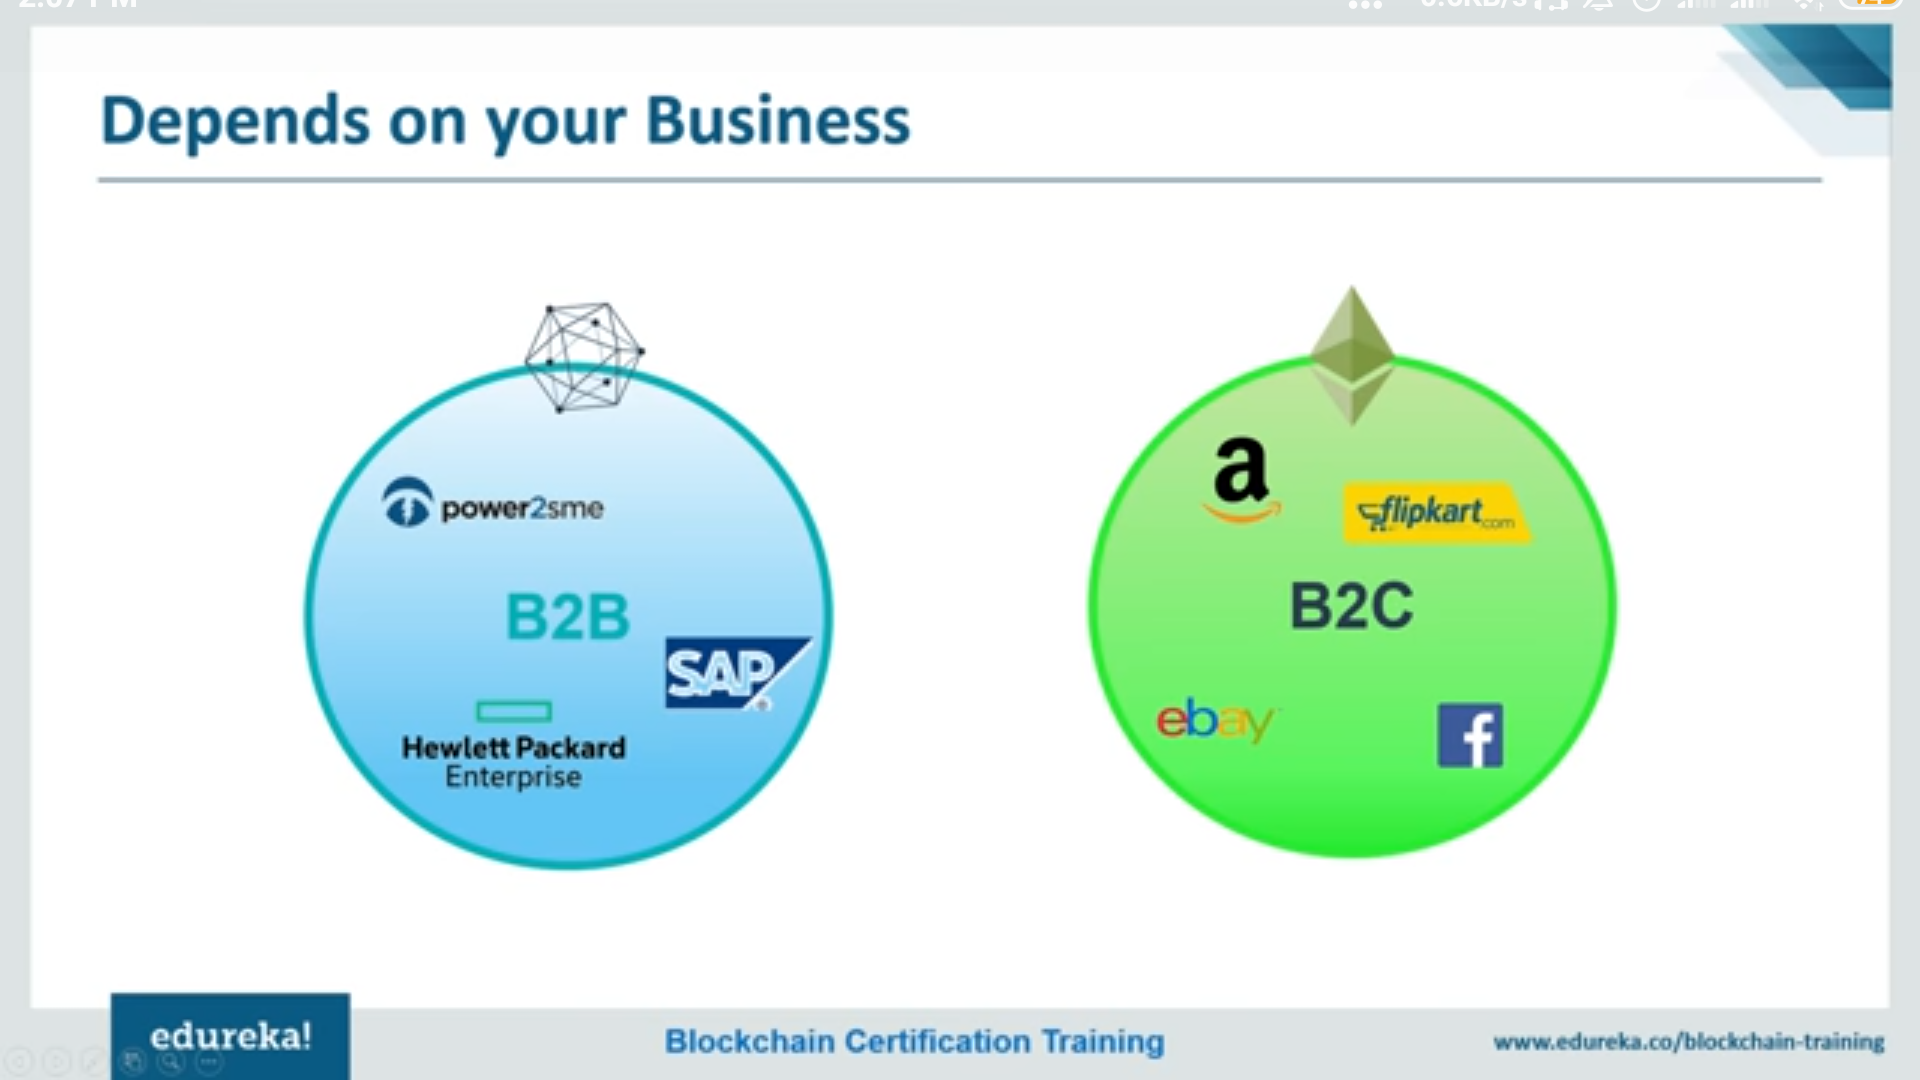 Depends on your Business
power2sme
B2B
SAP
Hewlett Packard
Enterprise
a
flipkart.com
B2C
ebay
f
edureka!
Blockchain Certification Training
www.edureka.co/blockchain-training